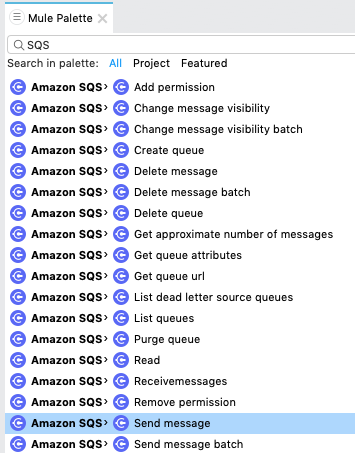 Mule Palette
SQS
Search in palette: All Project Featured
Amazon SQS› Add permission
Amazon SQS› Change message visibility
Amazon SQS› Change message visibility batch
Amazon SQS› Create queue
Amazon SQS› Delete message
Amazon SQS› Delete message batch
Amazon SQS› Delete queue
Amazon SQS› Get approximate number of messages
Amazon SQS› Get queue attributes
Amazon SQS› Get queue url
Amazon SQS› List dead letter source queues
Amazon SQS› List queues
Amazon SQS› Purge queue
Amazon SQS› Read
Amazon SQS› Receivemessages
Amazon SQS› Remove permission
Amazon SQS› Send message
Amazon SQS› Send message batch